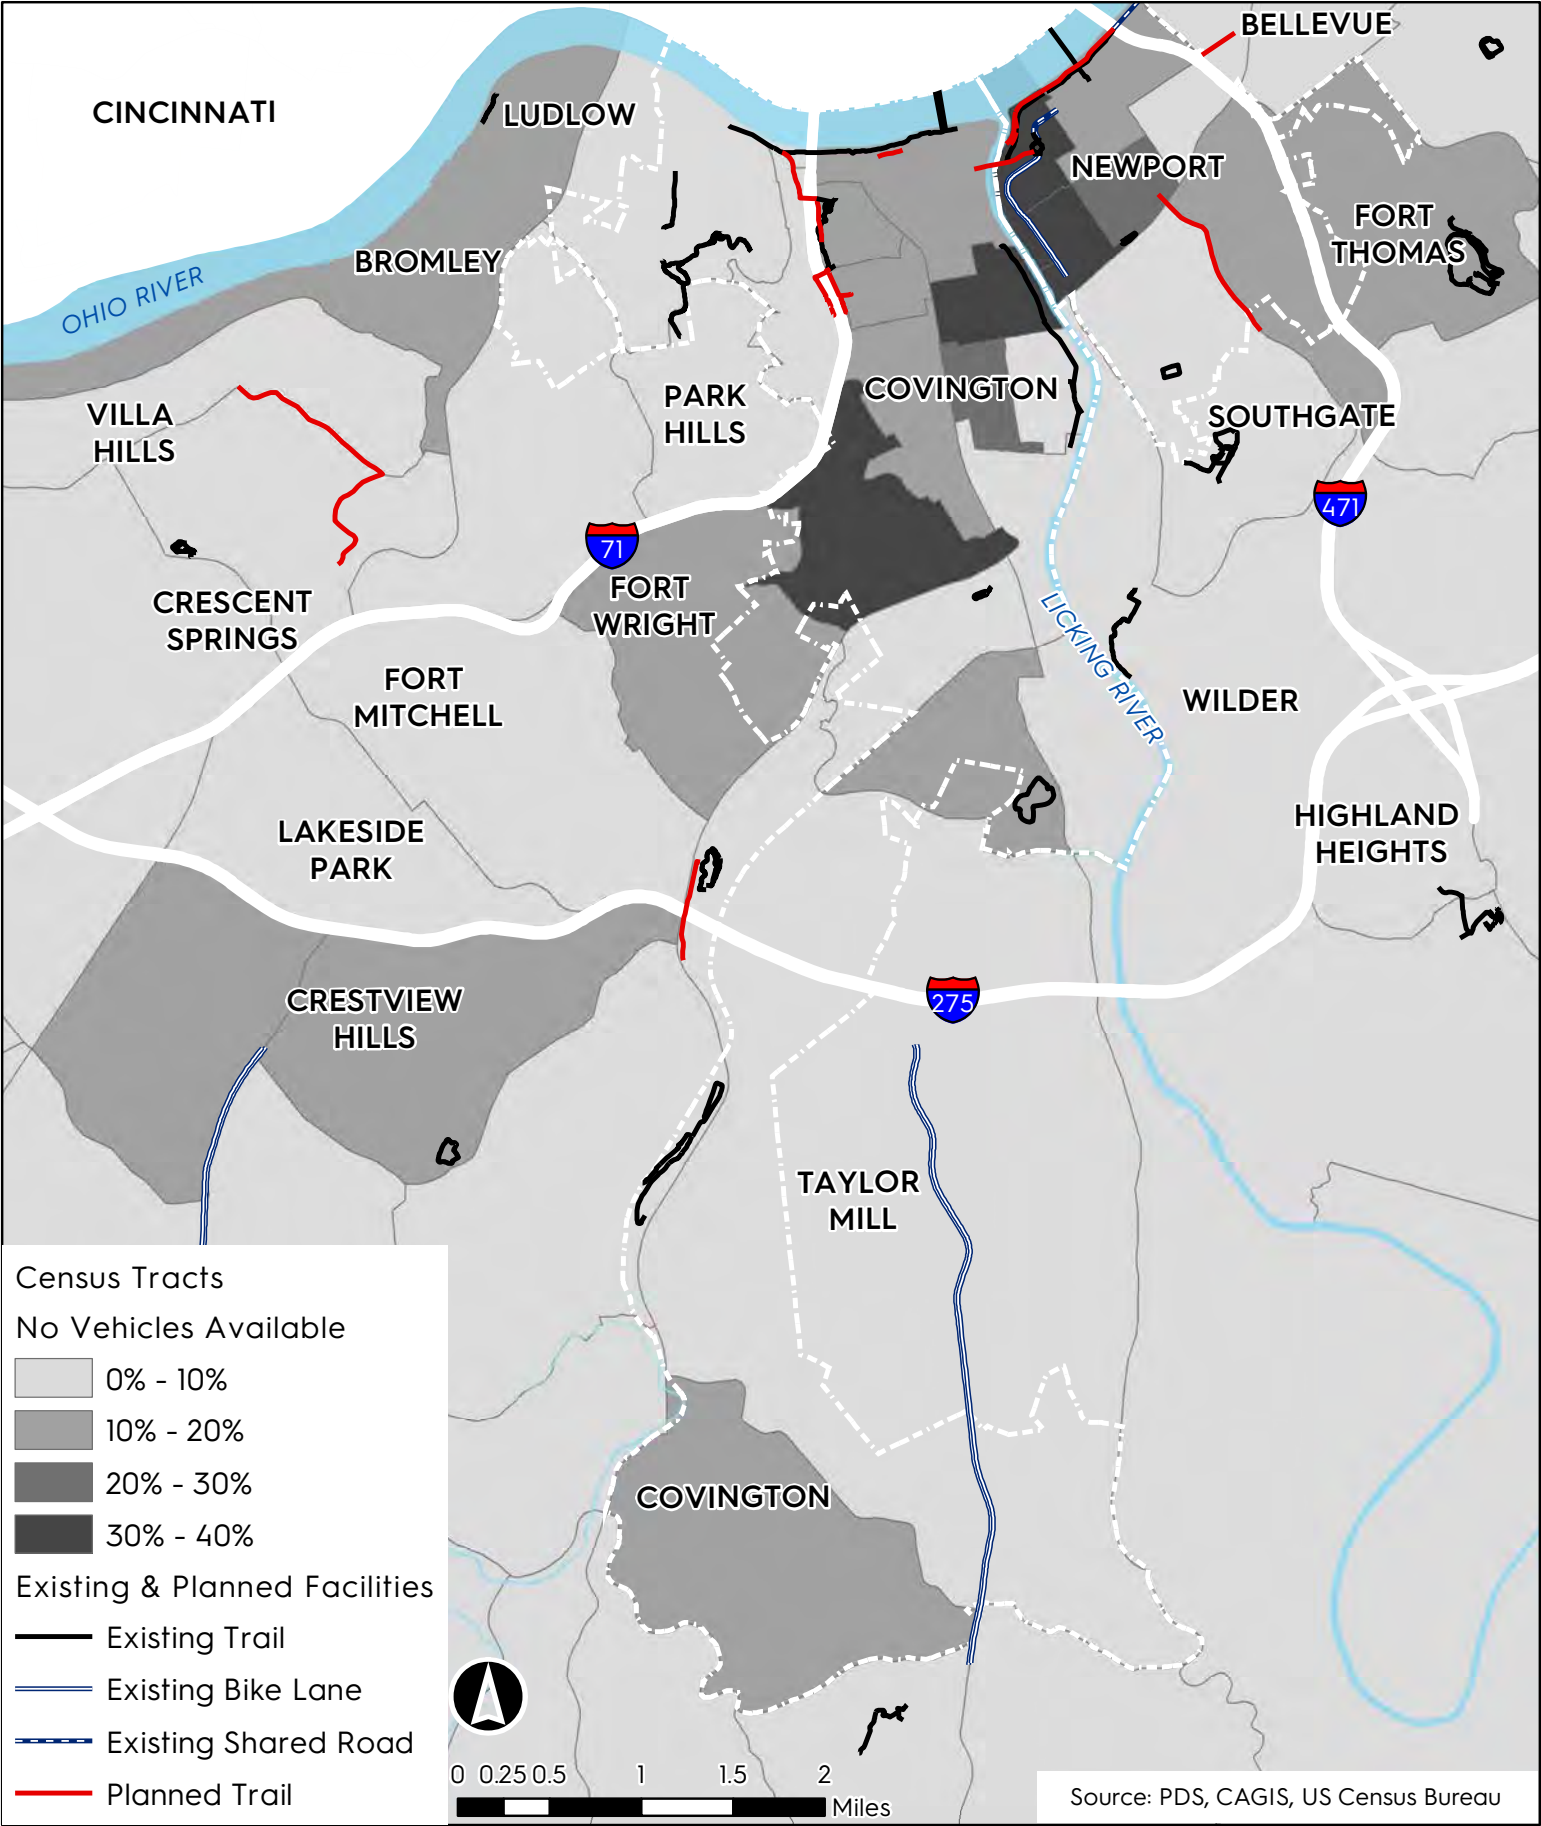 BELLEVUE
CINCINNATI
LUDLOW
NEWPORT
FORT
THOMAS
BROMLEY
OHIO RIVER
PARK
HILLS
COVINGTON
VILLA
HILLS
SOUTHGATE
471
71
FORT
WRIGHT
CRESCENT
SPRINGS
LICKING RIVER
FORT
MITCHELL
WILDER
LAKESIDE
PARK
HIGHLAND
HEIGHTS
CRESTVIEW
HILLS
275
TAYLOR
MILL
COVINGTON
Census Tracts
No Vehicles Available
0% - 10%
10% - 20%
20% - 30%
30% - 40%
Existing & Planned Facilities
Existing Trail
Existing Bike Lane
Existing Shared Road
Planned Trail
0 0.25 0.5 1 1.5 2
Miles
Source: PDS, CAGIS, US Census Bureau